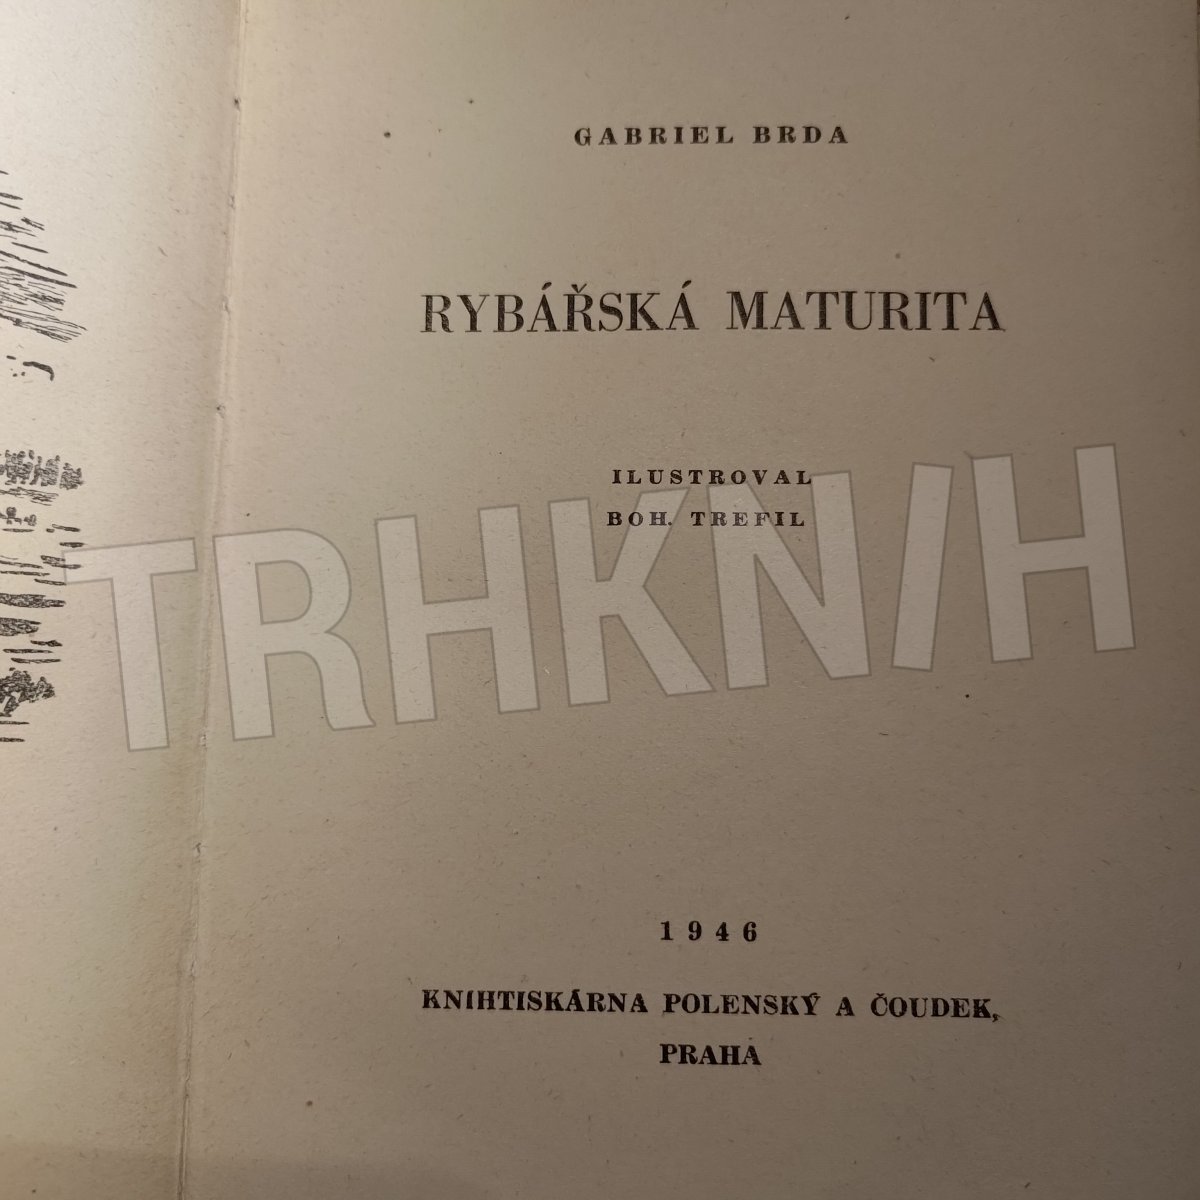 GABRIEL BRDA
RYBÁŘSKÁ MATURITA
ILUSTROVAL
BOH. TREFIL
TRHKNIH
1946
KNIHTISKÁRNA POLENSKÝ A ČOUDEK,
PRAHA